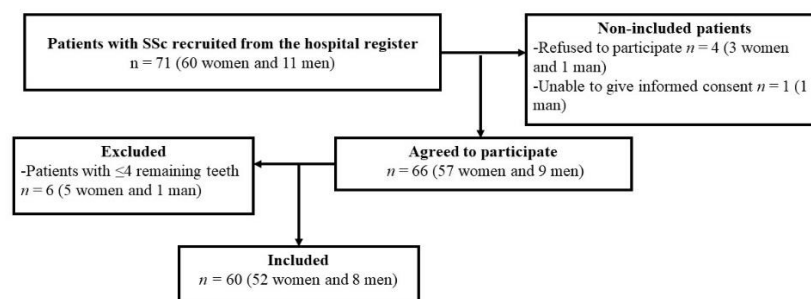 Patients with SSc recruited from the hospital register
n = 71 (60 women and 11 men)
Non-included patients
-Refused to participate n = 4 (3 women
and 1 man)
-Unable to give informed consent n = 1 (1
man)
Excluded
-Patients with ≤4 remaining teeth
n = 6 (5 women and 1 man)
Agreed to participate
n = 66 (57 women and 9 men)
Included
n = 60 (52 women and 8 men)